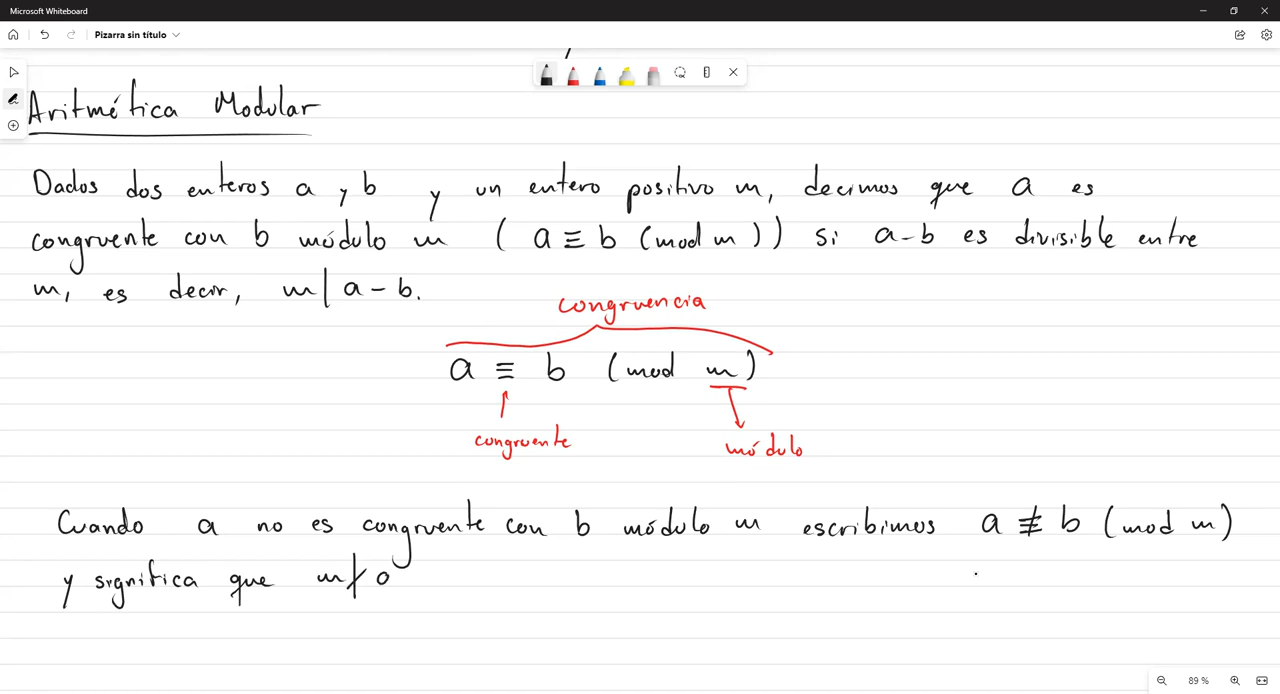 Microsoft Whiteboard
Pizarra sin título
Aritmética Modular
Dados dos enteros a y b y un entero positivo m, decimos que a es
congruente con b módulo m ( a ≡ b (mod m)) si a-b es divisible entre
m, es decir, m | a-b.
congruencia
a ≡ b (mod m)
congruente
módulo
Cuando a no es congruente con b módulo m escribimos a ≢ b (mod m)
y significa que m∤a
89 %